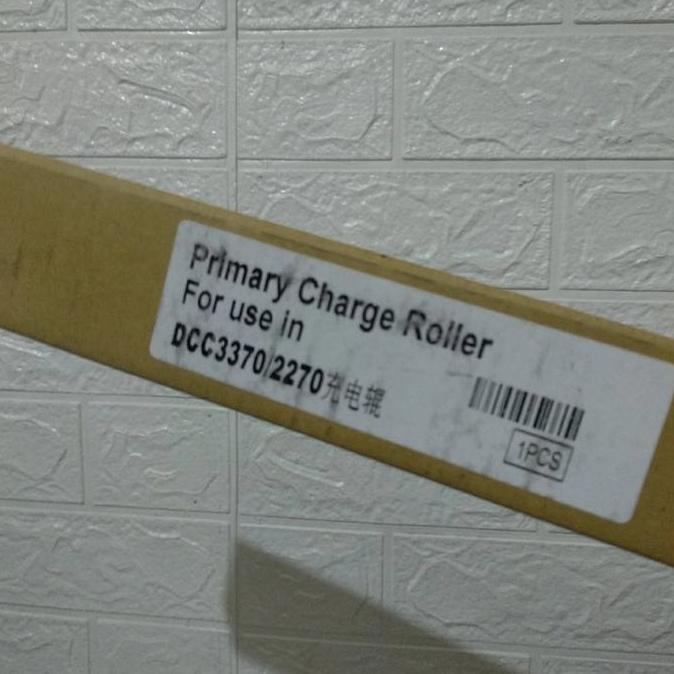 Primary Charge Roller
For use in
DCC3370/2270充电辊
1PCS